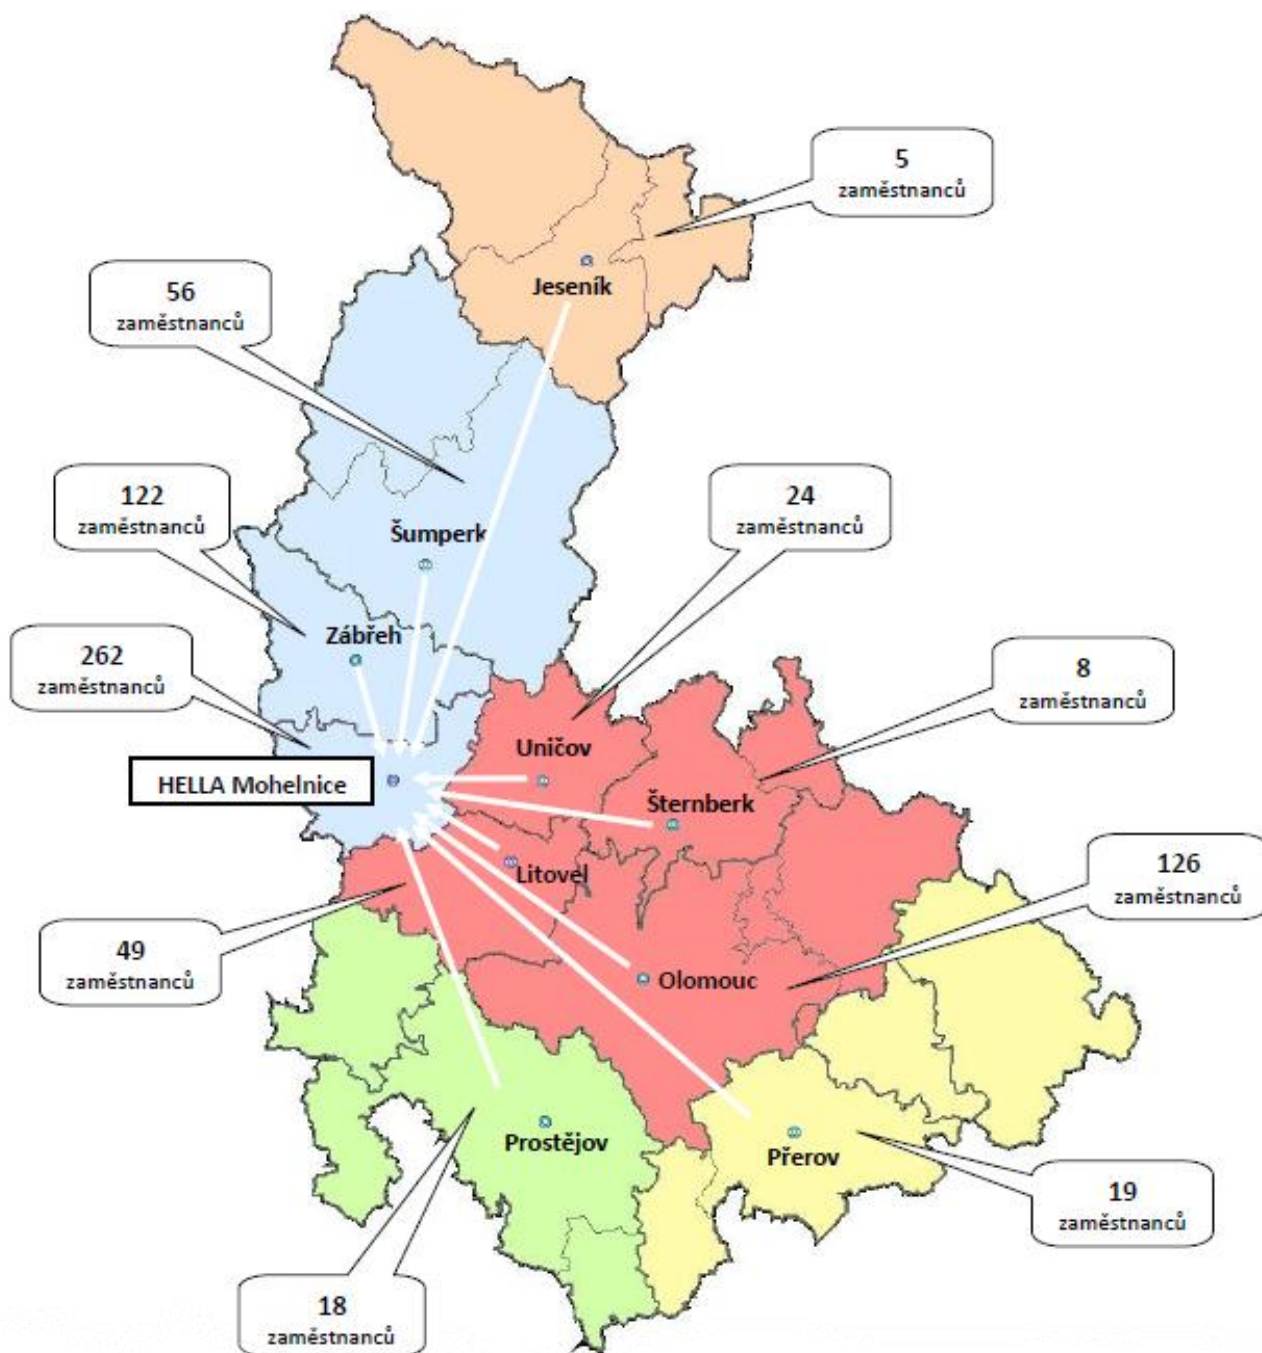 5
zaměstnanců
Jeseník
56
zaměstnanců
122
zaměstnanců
24
zaměstnanců
Šumperk
Zábřeh
262
zaměstnanců
8
zaměstnanců
Uničov
HELLA Mohelnice
Šternberk
Litovel
126
zaměstnanců
49
zaměstnanců
Olomouc
Prostějov
Přerov
19
zaměstnanců
18
zaměstnanců